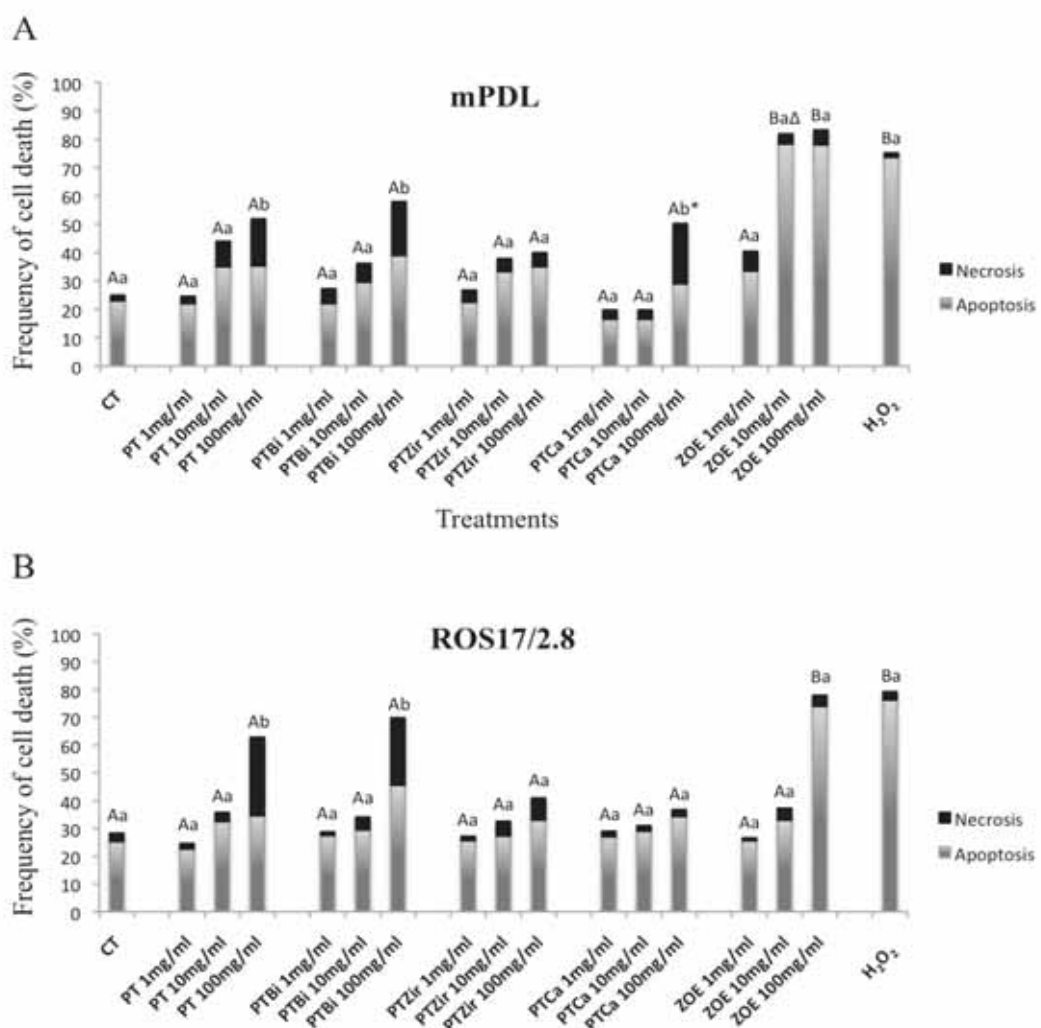 A
mPDL
Frequency of cell death (%)
100
90
80
70
60
50
40
30
20
10
0
Aa
Aa
Aa
Ab
Aa
Aa
Ab
Aa
Aa
Aa
Aa
Aa
Ab*
Aa
BaΔ
Ba
Ba
Necrosis
Apoptosis
CT
PT 1mg/ml
PT 10mg/ml
PT 100mg/ml
PTBi 1mg/ml
PTBi 10mg/ml
PTBi 100mg/ml
PTZir 1mg/ml
PTZir 10mg/ml
PTZir 100mg/ml
PTCa 1mg/ml
PTCa 10mg/ml
PTCa 100mg/ml
ZOE 1mg/ml
ZOE 10mg/ml
ZOE 100mg/ml
H₂O₂
Treatments
B
ROS17/2.8
Frequency of cell death (%)
100
90
80
70
60
50
40
30
20
10
0
Aa
Aa
Aa
Ab
Aa
Aa
Ab
Aa
Aa
Aa
Aa
Aa
Aa
Aa
Aa
Ba
Ba
Necrosis
Apoptosis
CT
PT 1mg/ml
PT 10mg/ml
PT 100mg/ml
PTBi 1mg/ml
PTBi 10mg/ml
PTBi 100mg/ml
PTZir 1mg/ml
PTZir 10mg/ml
PTZir 100mg/ml
PTCa 1mg/ml
PTCa 10mg/ml
PTCa 100mg/ml
ZOE 1mg/ml
ZOE 10mg/ml
ZOE 100mg/ml
H₂O₂